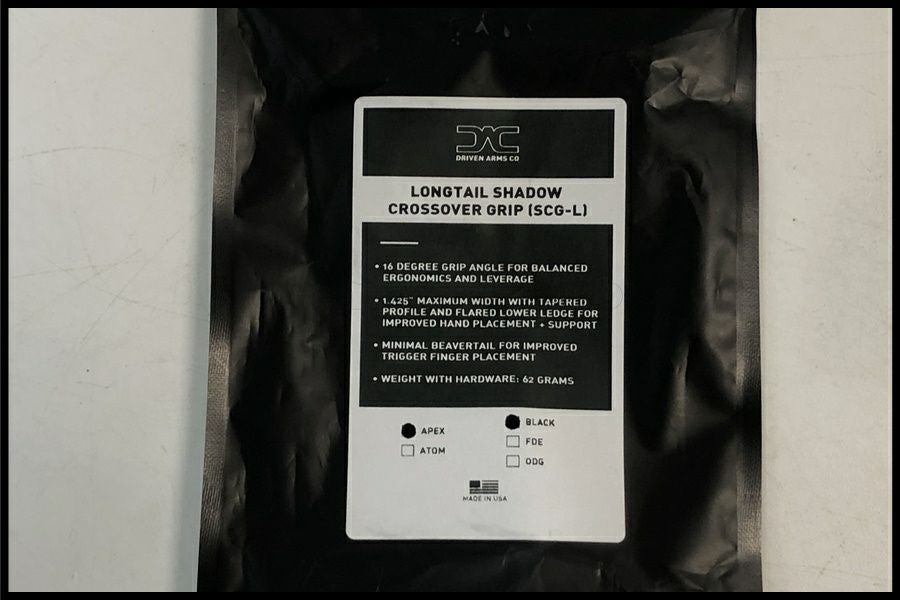 DRIVEN ARMS CO
LONGTAIL SHADOW
CROSSOVER GRIP (SCG-L)
• 16 DEGREE GRIP ANGLE FOR BALANCED
ERGONOMICS AND LEVERAGE
• 1.425" MAXIMUM WIDTH WITH TAPERED
PROFILE AND FLARED LOWER LEDGE FOR
IMPROVED HAND PLACEMENT + SUPPORT
• MINIMAL BEAVERTAIL FOR IMPROVED
TRIGGER FINGER PLACEMENT
• WEIGHT WITH HARDWARE: 62 GRAMS
APEX
ATOM
BLACK
FDE
ODG
MADE IN USA